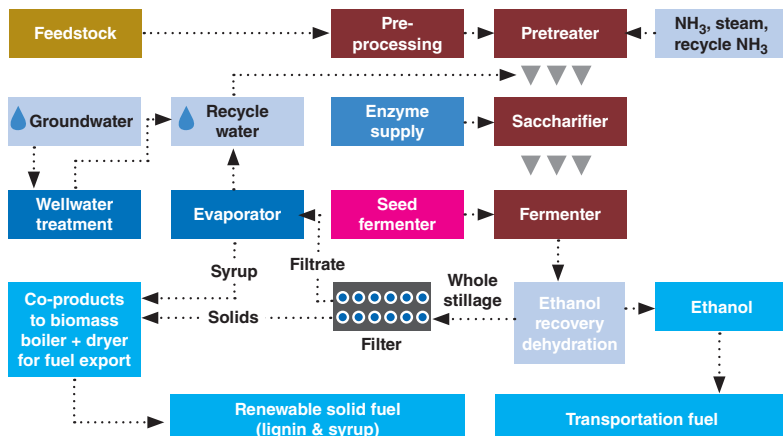 Feedstock
Pre-
processing
Pretreater
NH₃, steam,
recycle NH₃
Groundwater
Recycle
water
Enzyme
supply
Saccharifier
Wellwater
treatment
Evaporator
Seed
fermenter
Fermenter
Syrup
Filtrate
Whole
stillage
Co-products
to biomass
boiler + dryer
for fuel export
Solids
Filter
Ethanol
recovery
dehydration
Ethanol
Renewable solid fuel
(lignin & syrup)
Transportation fuel